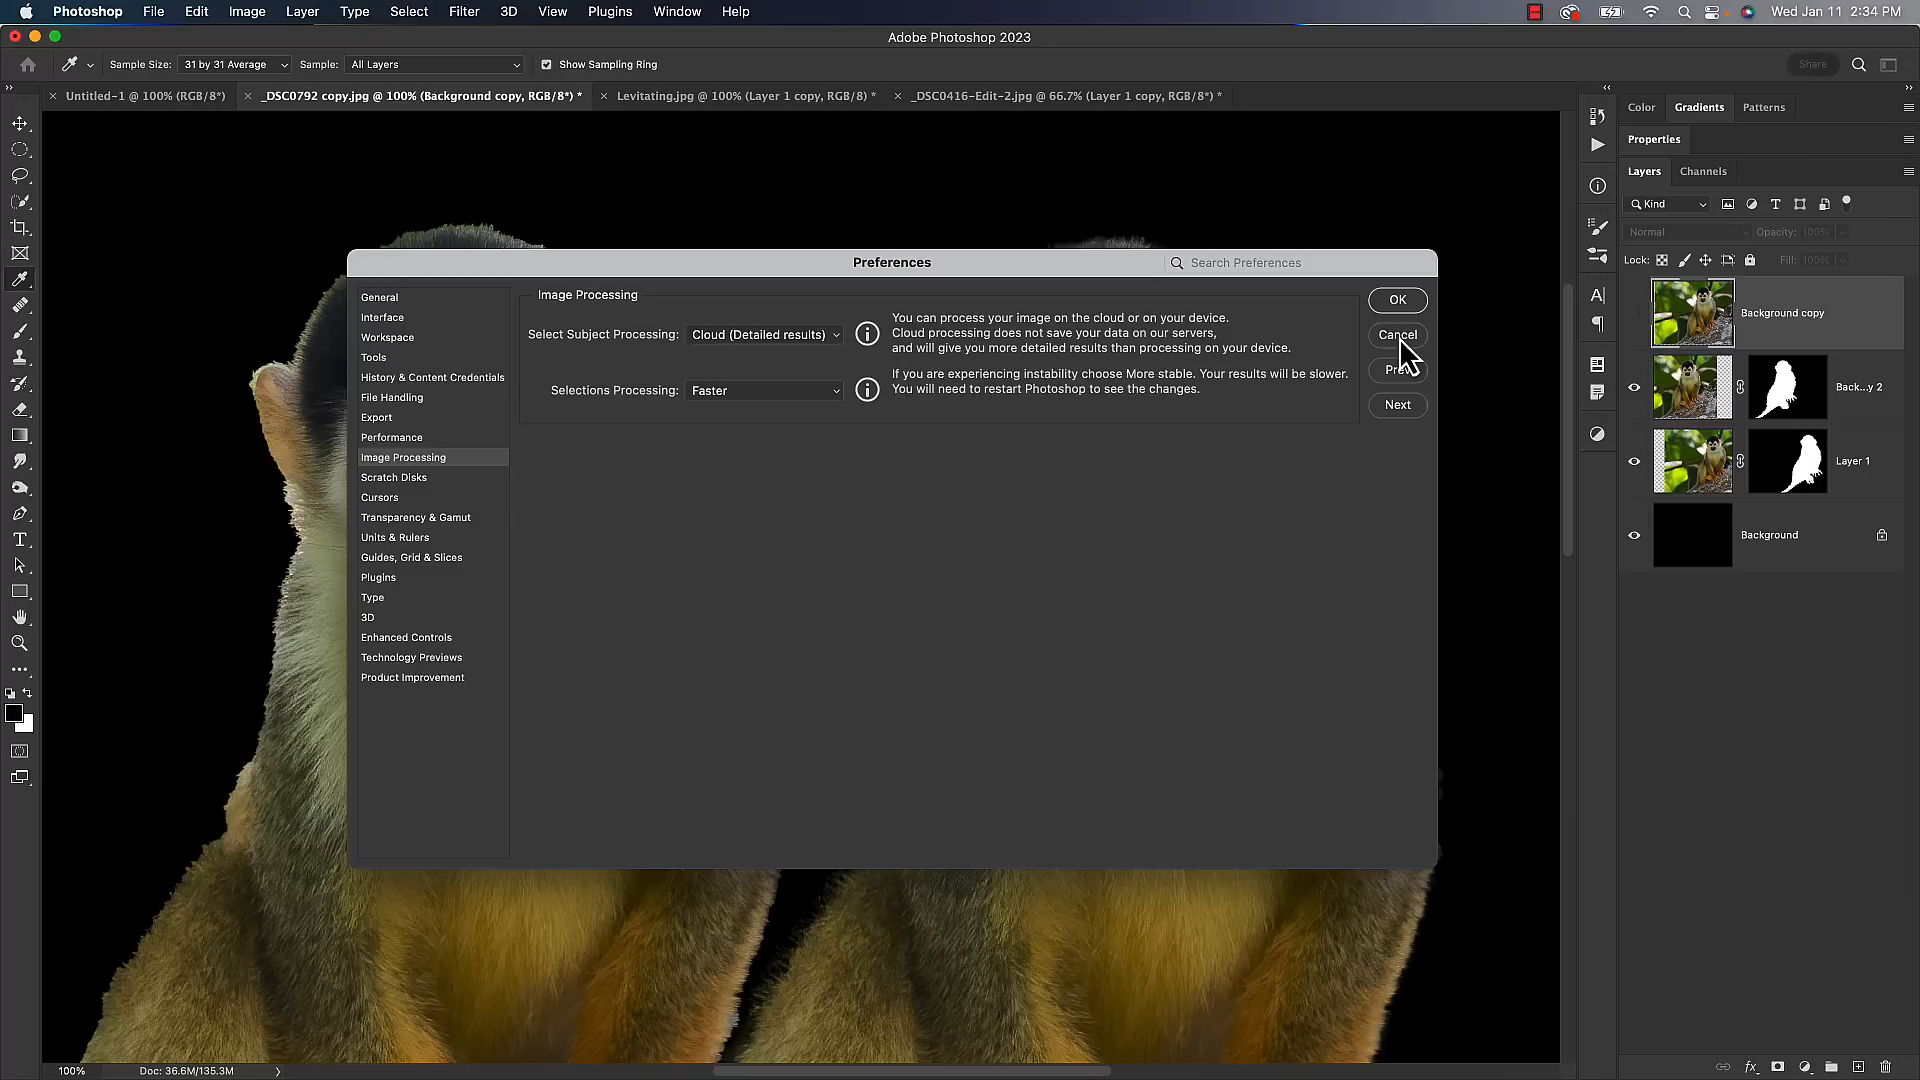 Photoshop File Edit Image Layer Type Select Filter 3D View Plugins Window Help Wed Jan 11 2:34 PM
Adobe Photoshop 2023
Sample Size: 31 by 31 Average Sample: All Layers Show Sampling Ring Share
Untitled-1 @ 100% (RGB/8*) _DSC0792 copy.jpg @ 100% (Background copy, RGB/8*) * Levitating.jpg @ 100% (Layer 1 copy, RGB/8) * _DSC0416-Edit-2.jpg @ 66.7% (Layer 1 copy, RGB/8*) *
Color Gradients Patterns
Properties
Layers Channels
Kind
Normal Opacity: 100%
Lock: Fill: 100%
Background copy
Back...y 2
Layer 1
Background
Preferences
Search Preferences
General
Interface
Workspace
Tools
History & Content Credentials
File Handling
Export
Performance
Image Processing
Scratch Disks
Cursors
Transparency & Gamut
Units & Rulers
Guides, Grid & Slices
Plugins
Type
3D
Enhanced Controls
Technology Previews
Product Improvement
Image Processing
Select Subject Processing: Cloud (Detailed results)
You can process your image on the cloud or on your device.
Cloud processing does not save your data on our servers,
and will give you more detailed results than processing on your device.
Selections Processing: Faster
If you are experiencing instability choose More stable. Your results will be slower.
You will need to restart Photoshop to see the changes.
OK
Cancel
Next
100% Doc: 36.6M/135.3M